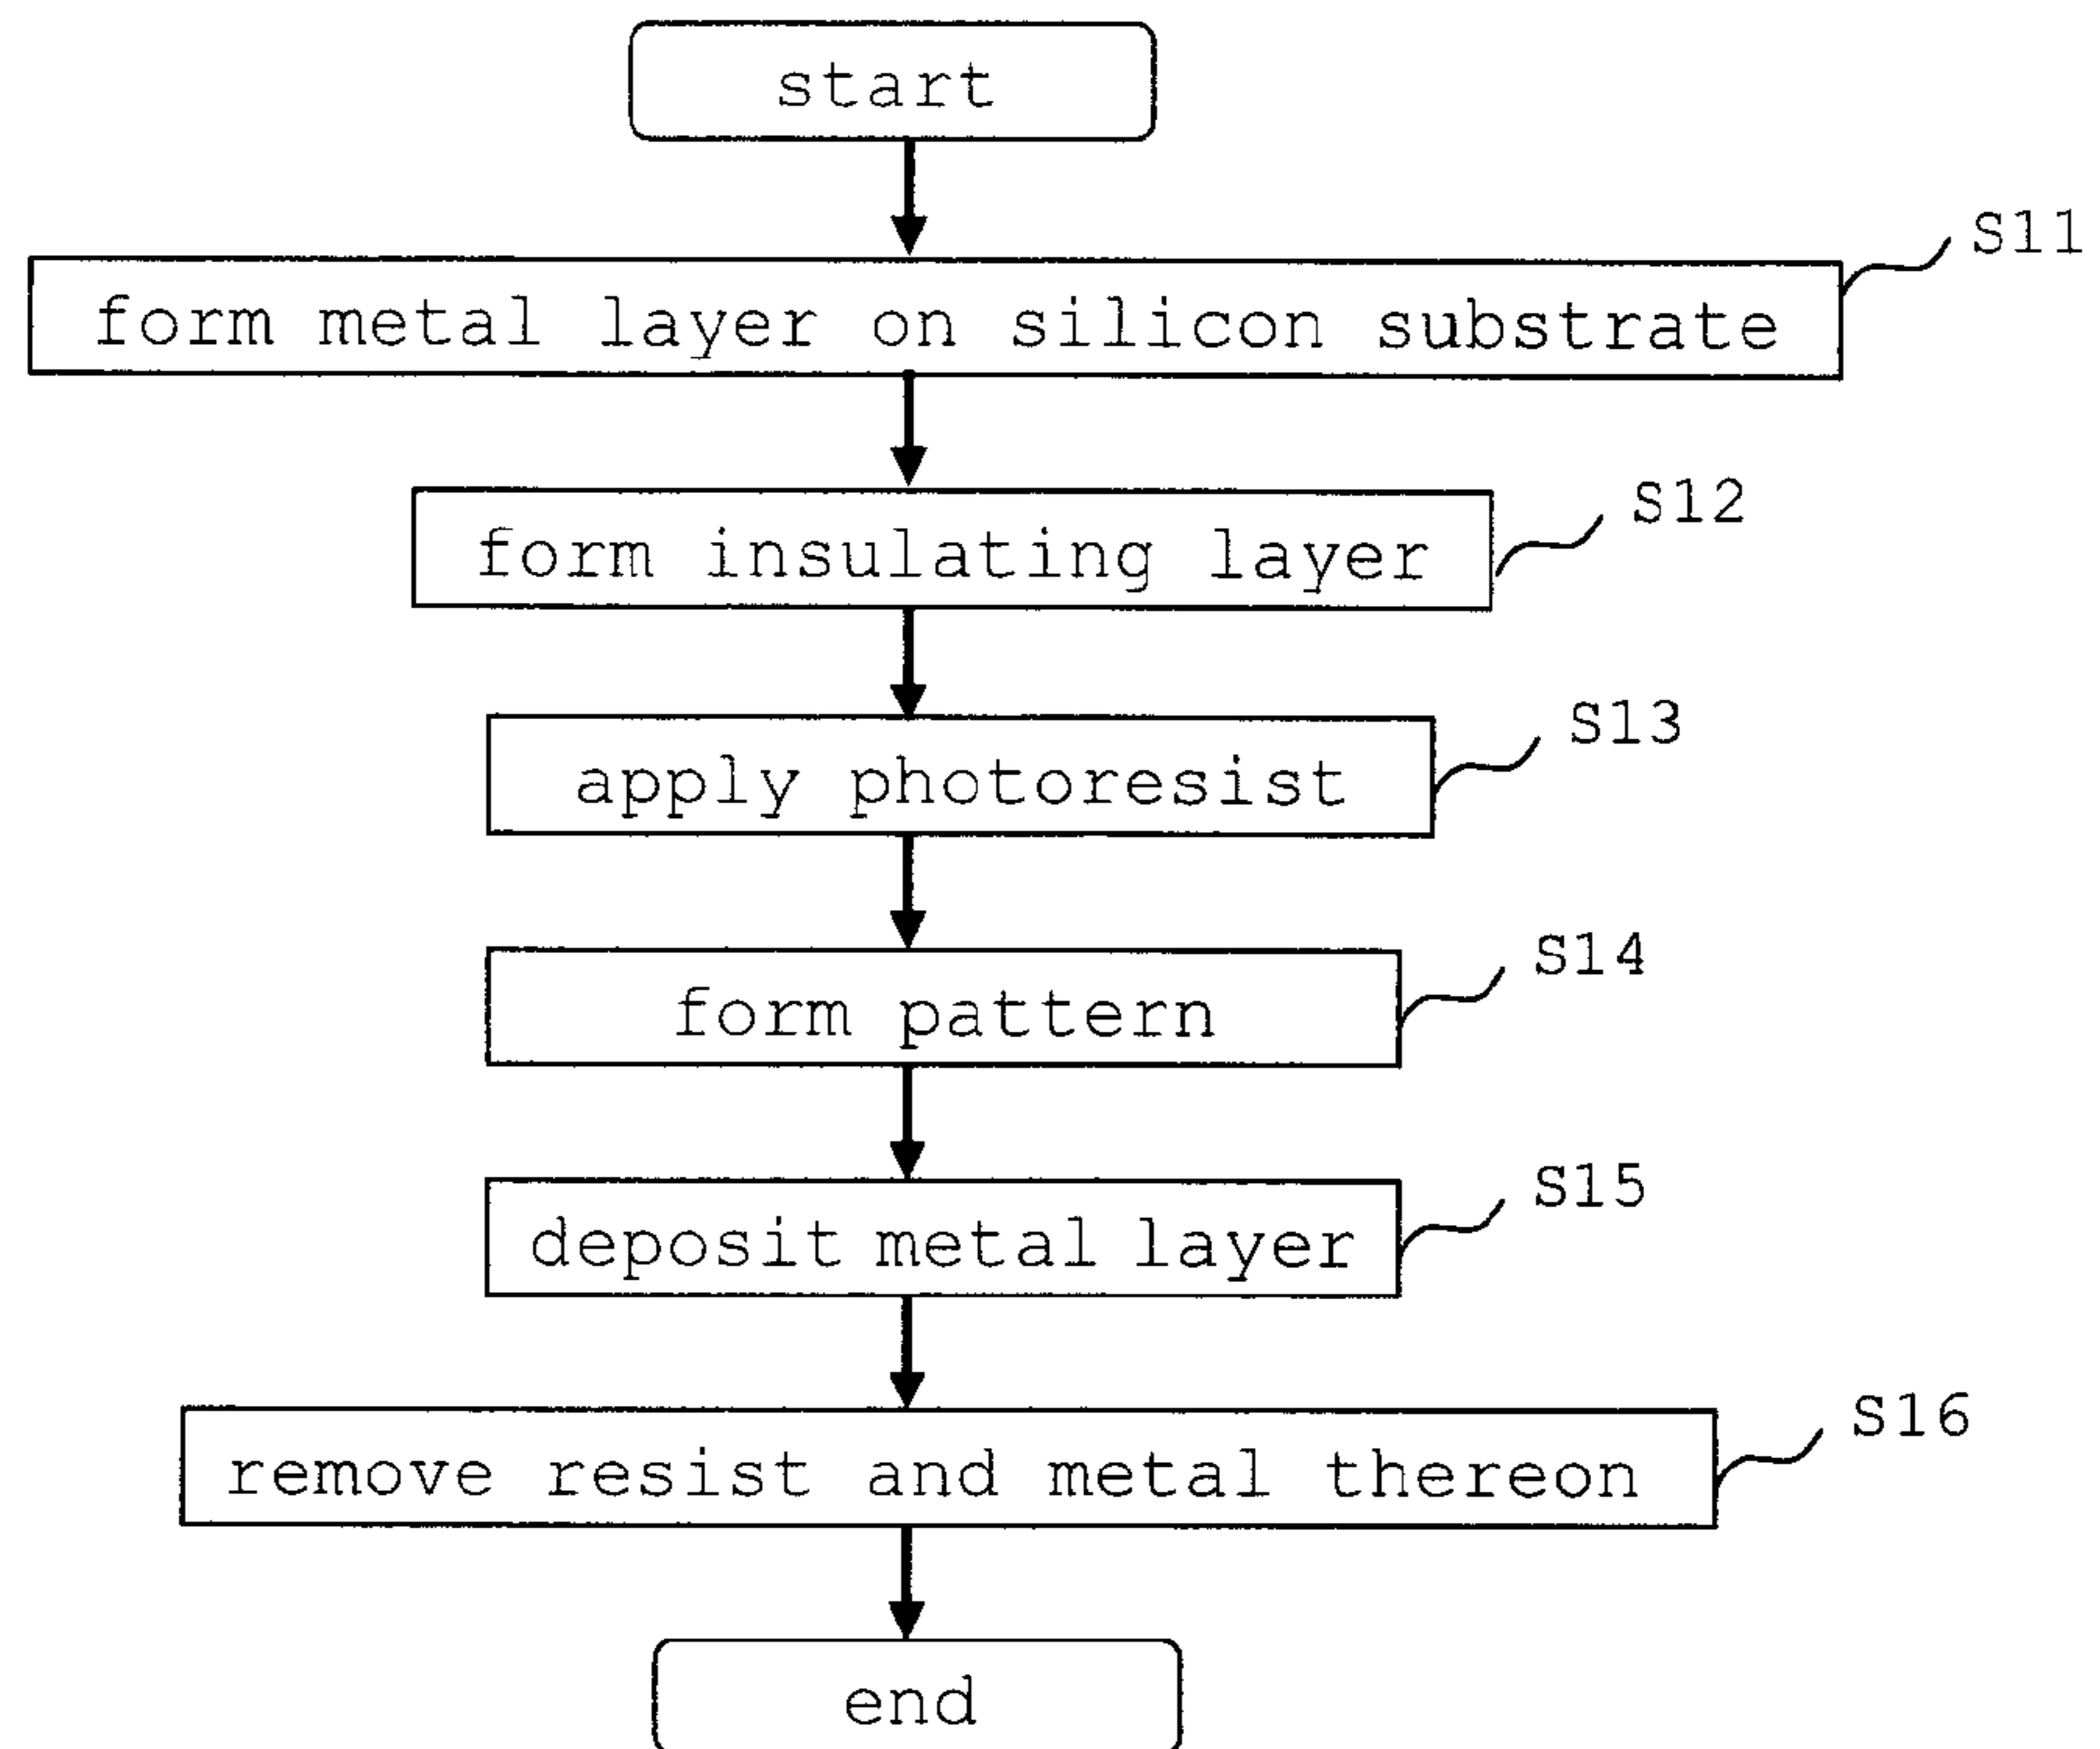 start
S11
form metal layer on silicon substrate
S12
form insulating layer
S13
apply photoresist
S14
form pattern
S15
deposit metal layer
S16
remove resist and metal thereon
end